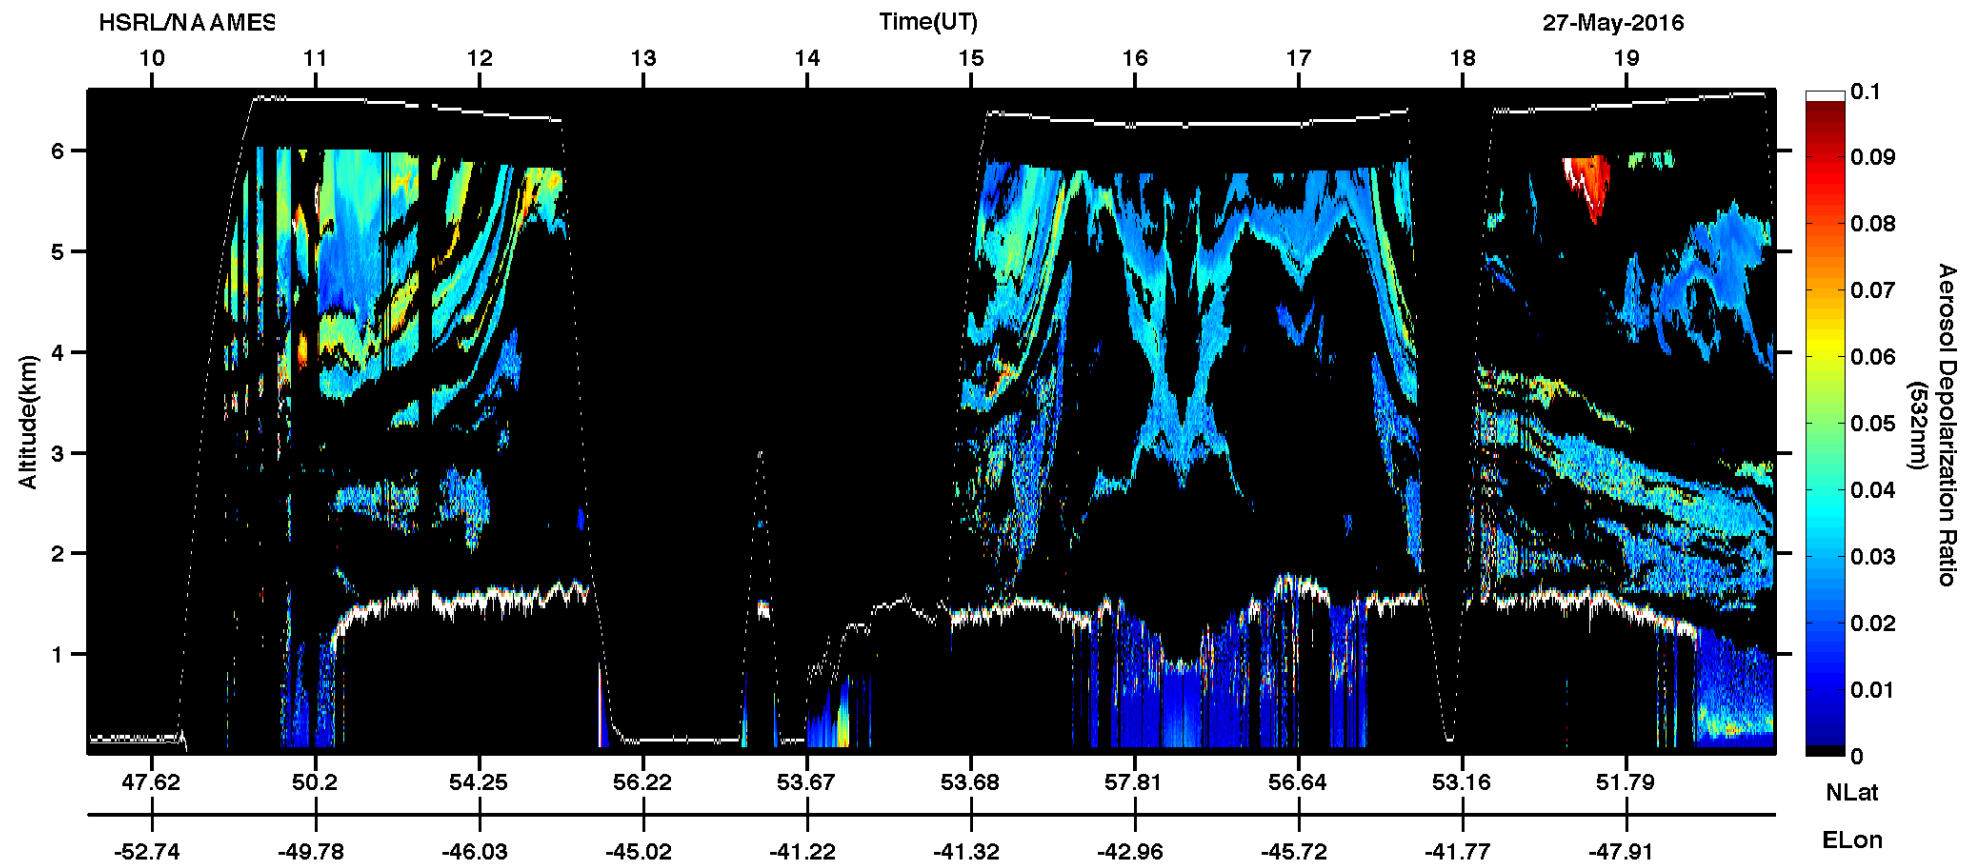 HSRL/NAAMES Time(UT) 27-May-2016
10 11 12 13 14 15 16 17 18 19
6
5
4
3
2
1
Altitude(km)
0.1
0.09
0.08
0.07
0.06
0.05
0.04
0.03
0.02
0.01
0
Aerosol Depolarization Ratio
(532nm)
47.62 50.2 54.25 56.22 53.67 53.68 57.81 56.64 53.16 51.79 NLat
-52.74 -49.78 -46.03 -45.02 -41.22 -41.32 -42.96 -45.72 -41.77 -47.91 ELon